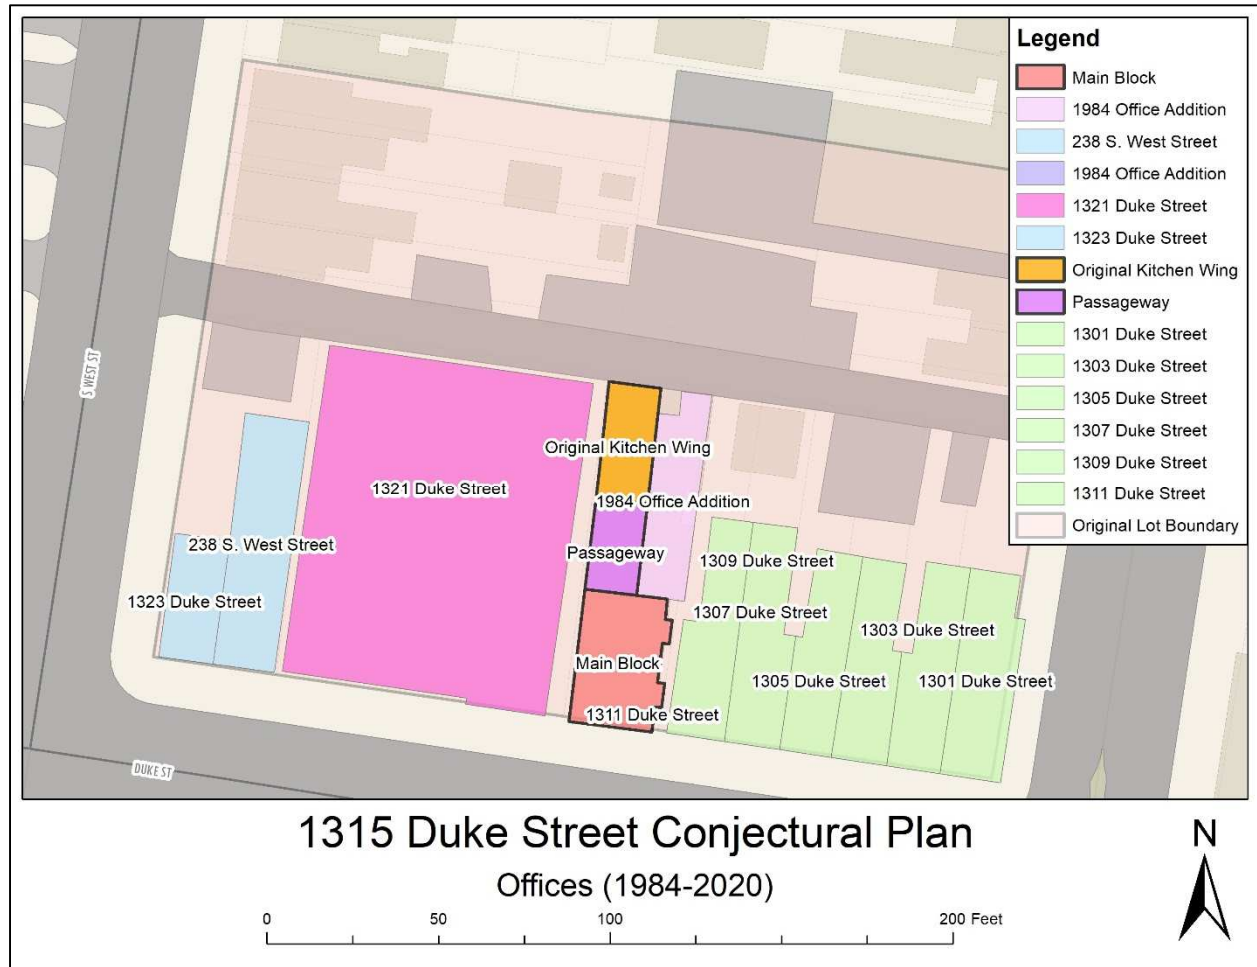 Legend
Main Block
1984 Office Addition
238 S. West Street
1984 Office Addition
1321 Duke Street
1323 Duke Street
Original Kitchen Wing
Passageway
1301 Duke Street
1303 Duke Street
1305 Duke Street
1307 Duke Street
1309 Duke Street
1311 Duke Street
Original Lot Boundary
S WEST ST
Original Kitchen Wing
1321 Duke Street
1984 Office Addition
238 S. West Street
Passageway
1309 Duke Street
1323 Duke Street
1307 Duke Street
1303 Duke Street
Main Block
1305 Duke Street
1301 Duke Street
1311 Duke Street
DUKE ST
1315 Duke Street Conjectural Plan
Offices (1984-2020)
N
0 50 100 200 Feet